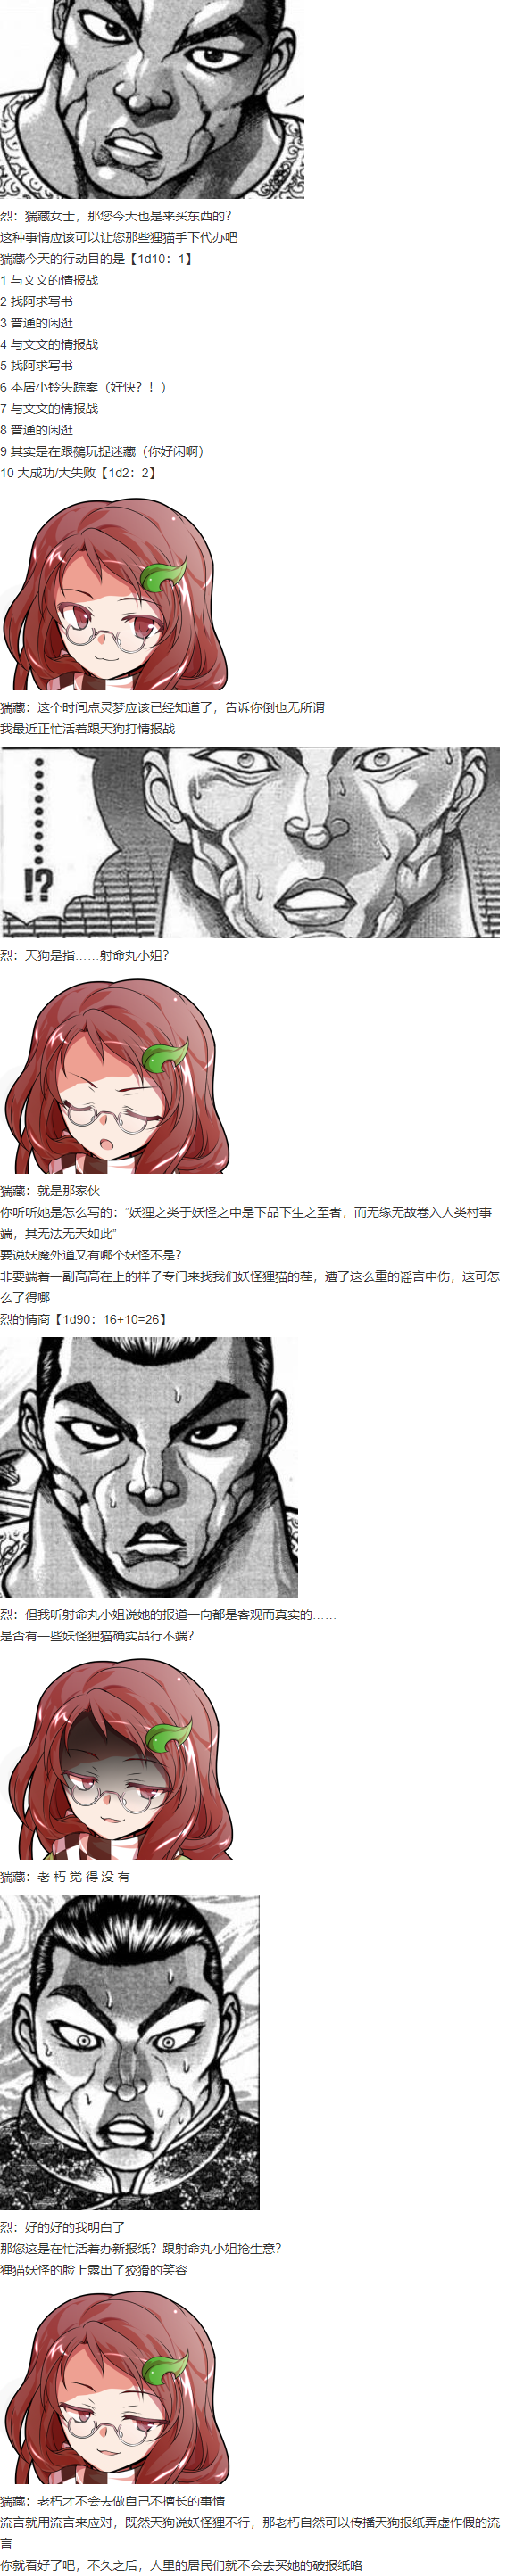 烈：猯藏女士，那您今天也是来买东西的？
这种事情应该可以让您那些狸猫手下代办吧
猯藏今天的行动目的是【1d10：1】
1 与文文的情报战
2 找阿求写书
3 普通的闲逛
4 与文文的情报战
5 找阿求写书
6 本居小铃失踪案（好快？！）
7 与文文的情报战
8 普通的闲逛
9 其实是在跟鵺玩捉迷藏（你好闲啊）
10 大成功/大失败【1d2：2】
猯藏：这个时间点灵梦应该已经知道了，告诉你倒也无所谓
我最近正忙活着跟天狗打情报战
………
!?
烈：天狗是指……射命丸小姐？
猯藏：就是那家伙
你听听她是怎么写的：“妖狸之类于妖怪之中是下品下生之至者，而无缘无故卷入人类村事
端，其无法无天如此”
要说妖魔外道又有哪个妖怪不是？
非要端着一副高高在上的样子专门来找我们妖怪狸猫的茬，遭了这么重的谣言中伤，这可怎
么了得哪
烈的情商【1d90：16+10=26】
烈：但我听射命丸小姐说她的报道一向都是客观而真实的……
是否有一些妖怪狸猫确实品行不端？
猯藏：老 朽 觉 得 没 有
烈：好的好的我明白了
那您这是在忙活着办新报纸？跟射命丸小姐抢生意？
狸猫妖怪的脸上露出了狡猾的笑容
猯藏：老朽才不会去做自己不擅长的事情
流言就用流言来应对，既然天狗说妖怪狸不行，那老朽自然可以传播天狗报纸弄虚作假的流
言
你就看好了吧，不久之后，人里的居民们就不会去买她的破报纸咯